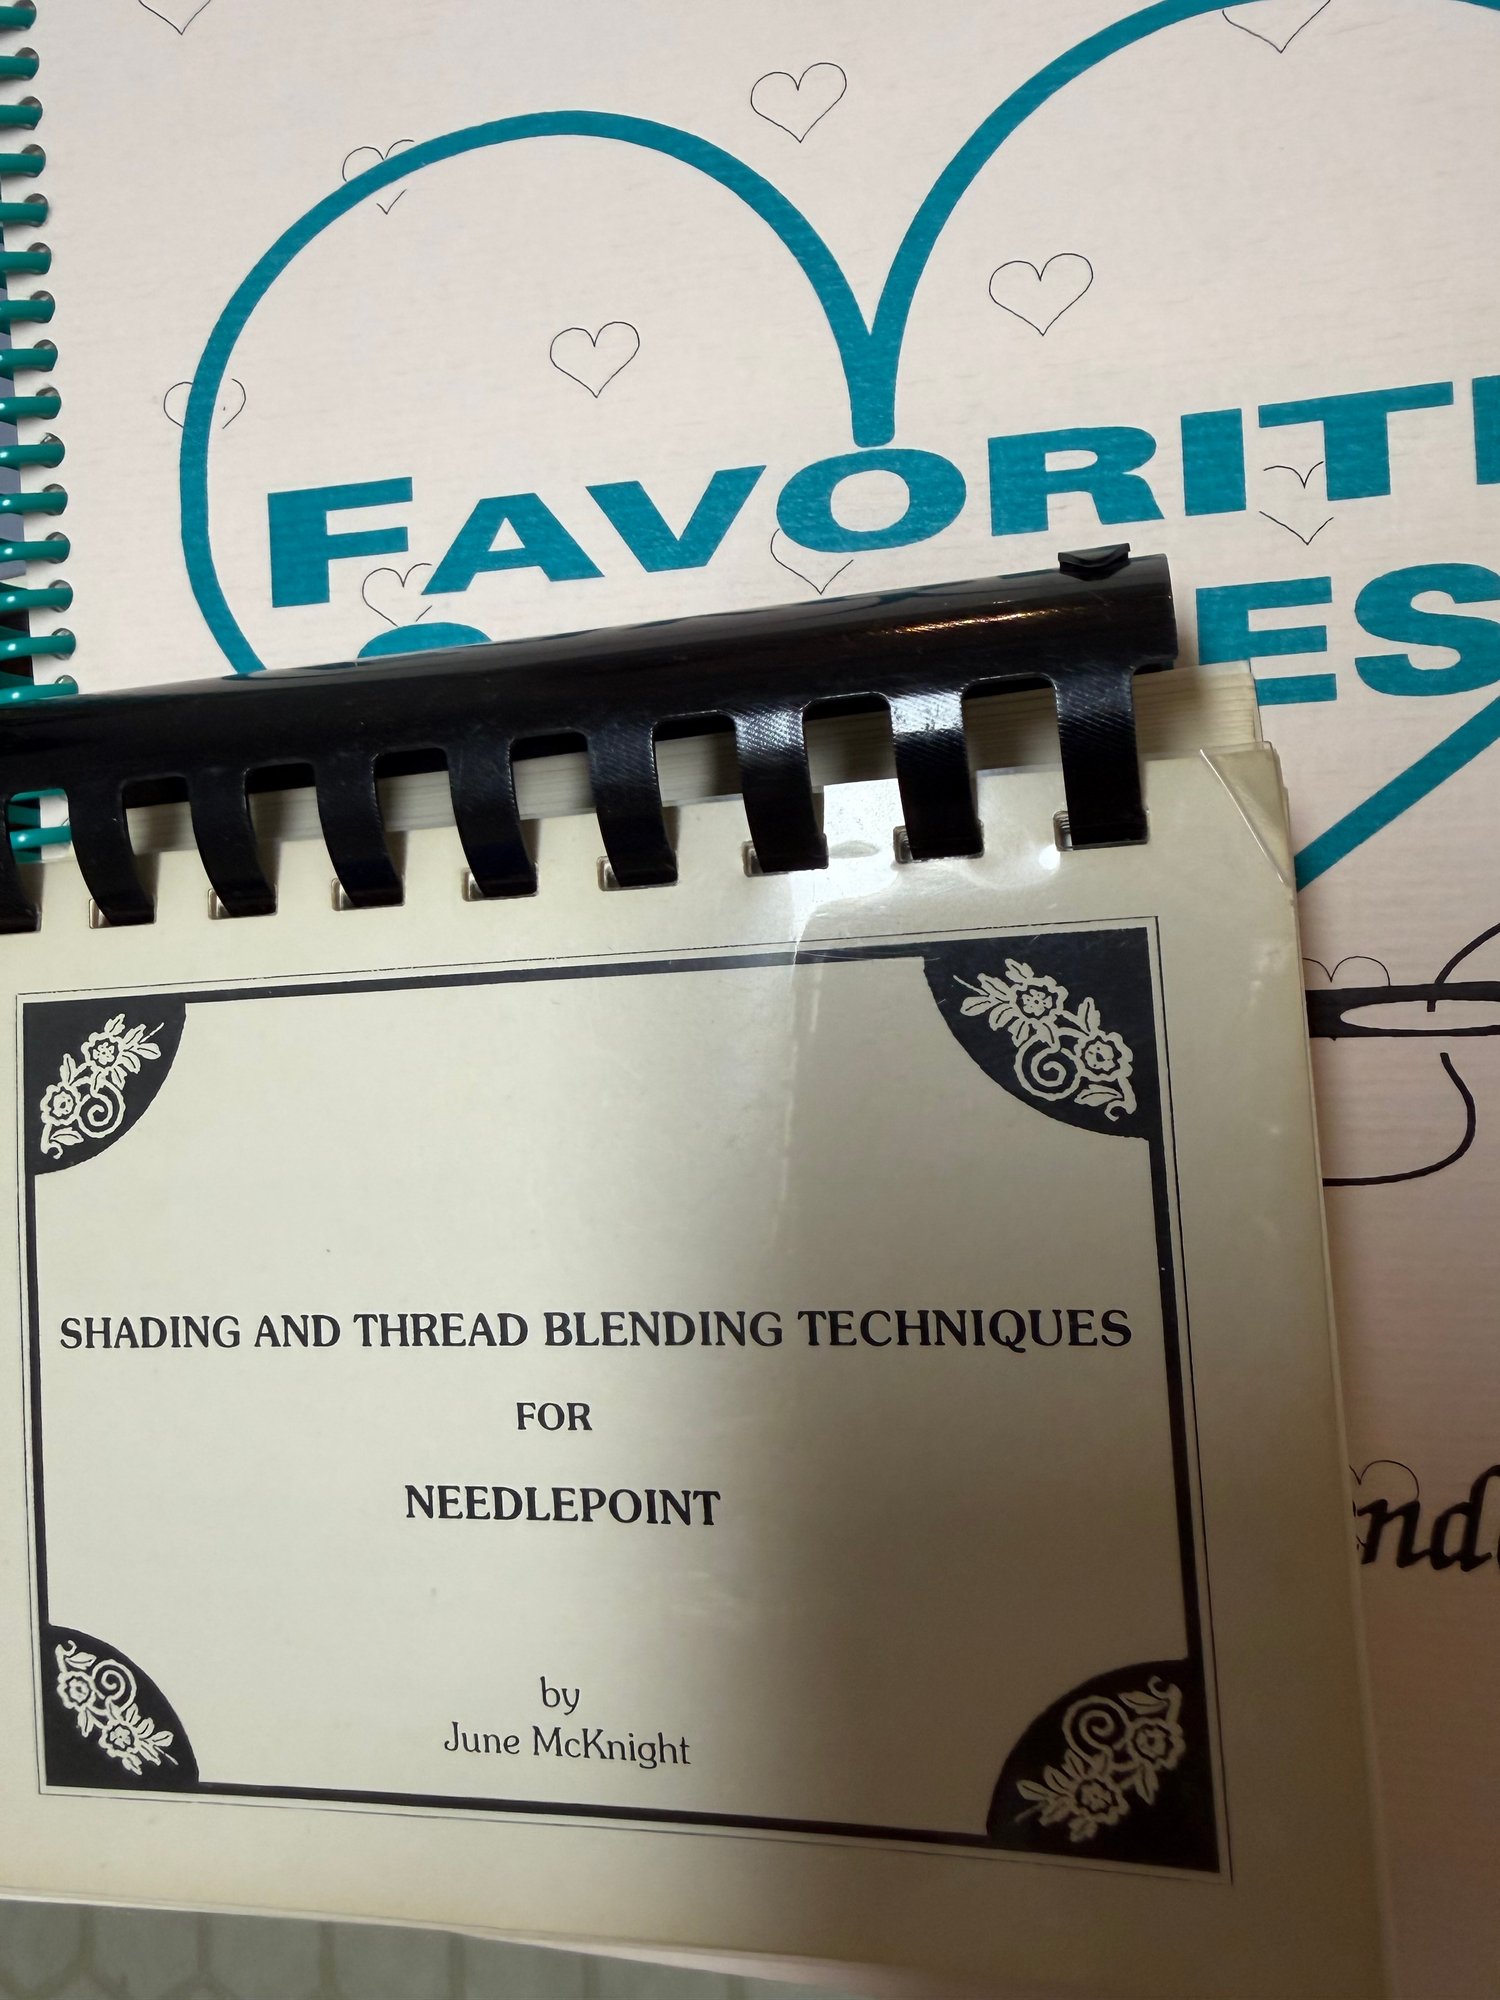 FAVORIT
ES
SHADING AND THREAD BLENDING TECHNIQUES
FOR
NEEDLEPOINT
by
June McKnight
nd